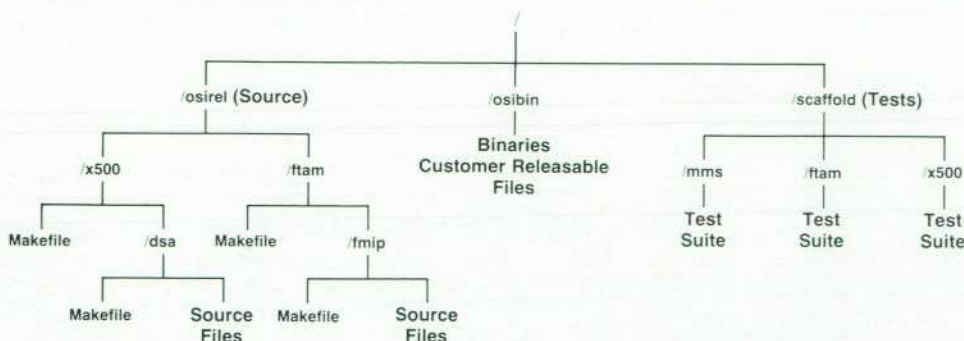 /
/osirel (Source)
/osibin
/scaffold (Tests)
Binaries
Customer Releasable
Files
/x500
/ftam
/mms
/ftam
/x500
Makefile
/dsa
Makefile
/fmip
Test
Suite
Test
Suite
Test
Suite
Makefile
Source
Files
Makefile
Source
Files